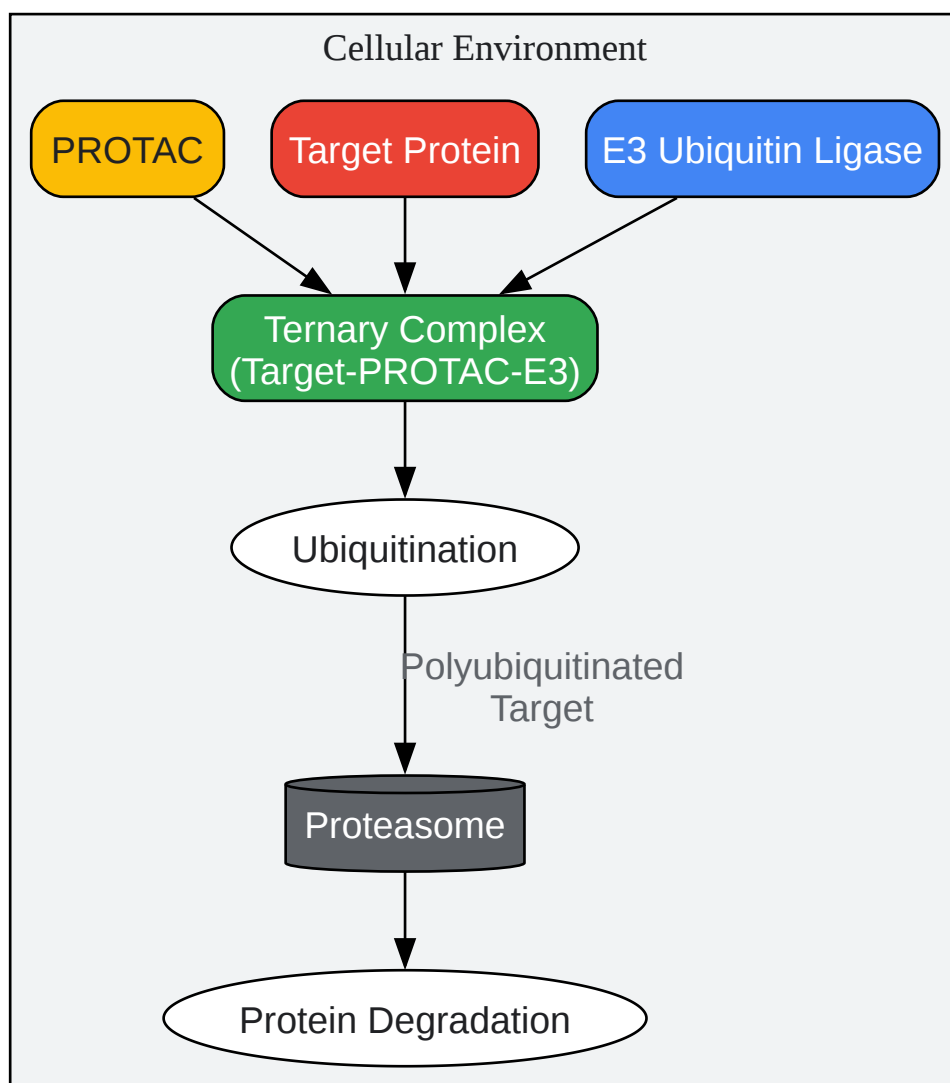 Cellular Environment
PROTAC
Target Protein
E3 Ubiquitin Ligase
Ternary Complex
(Target-PROTAC-E3)
Ubiquitination
Polyubiquitinated
Target
Proteasome
Protein Degradation